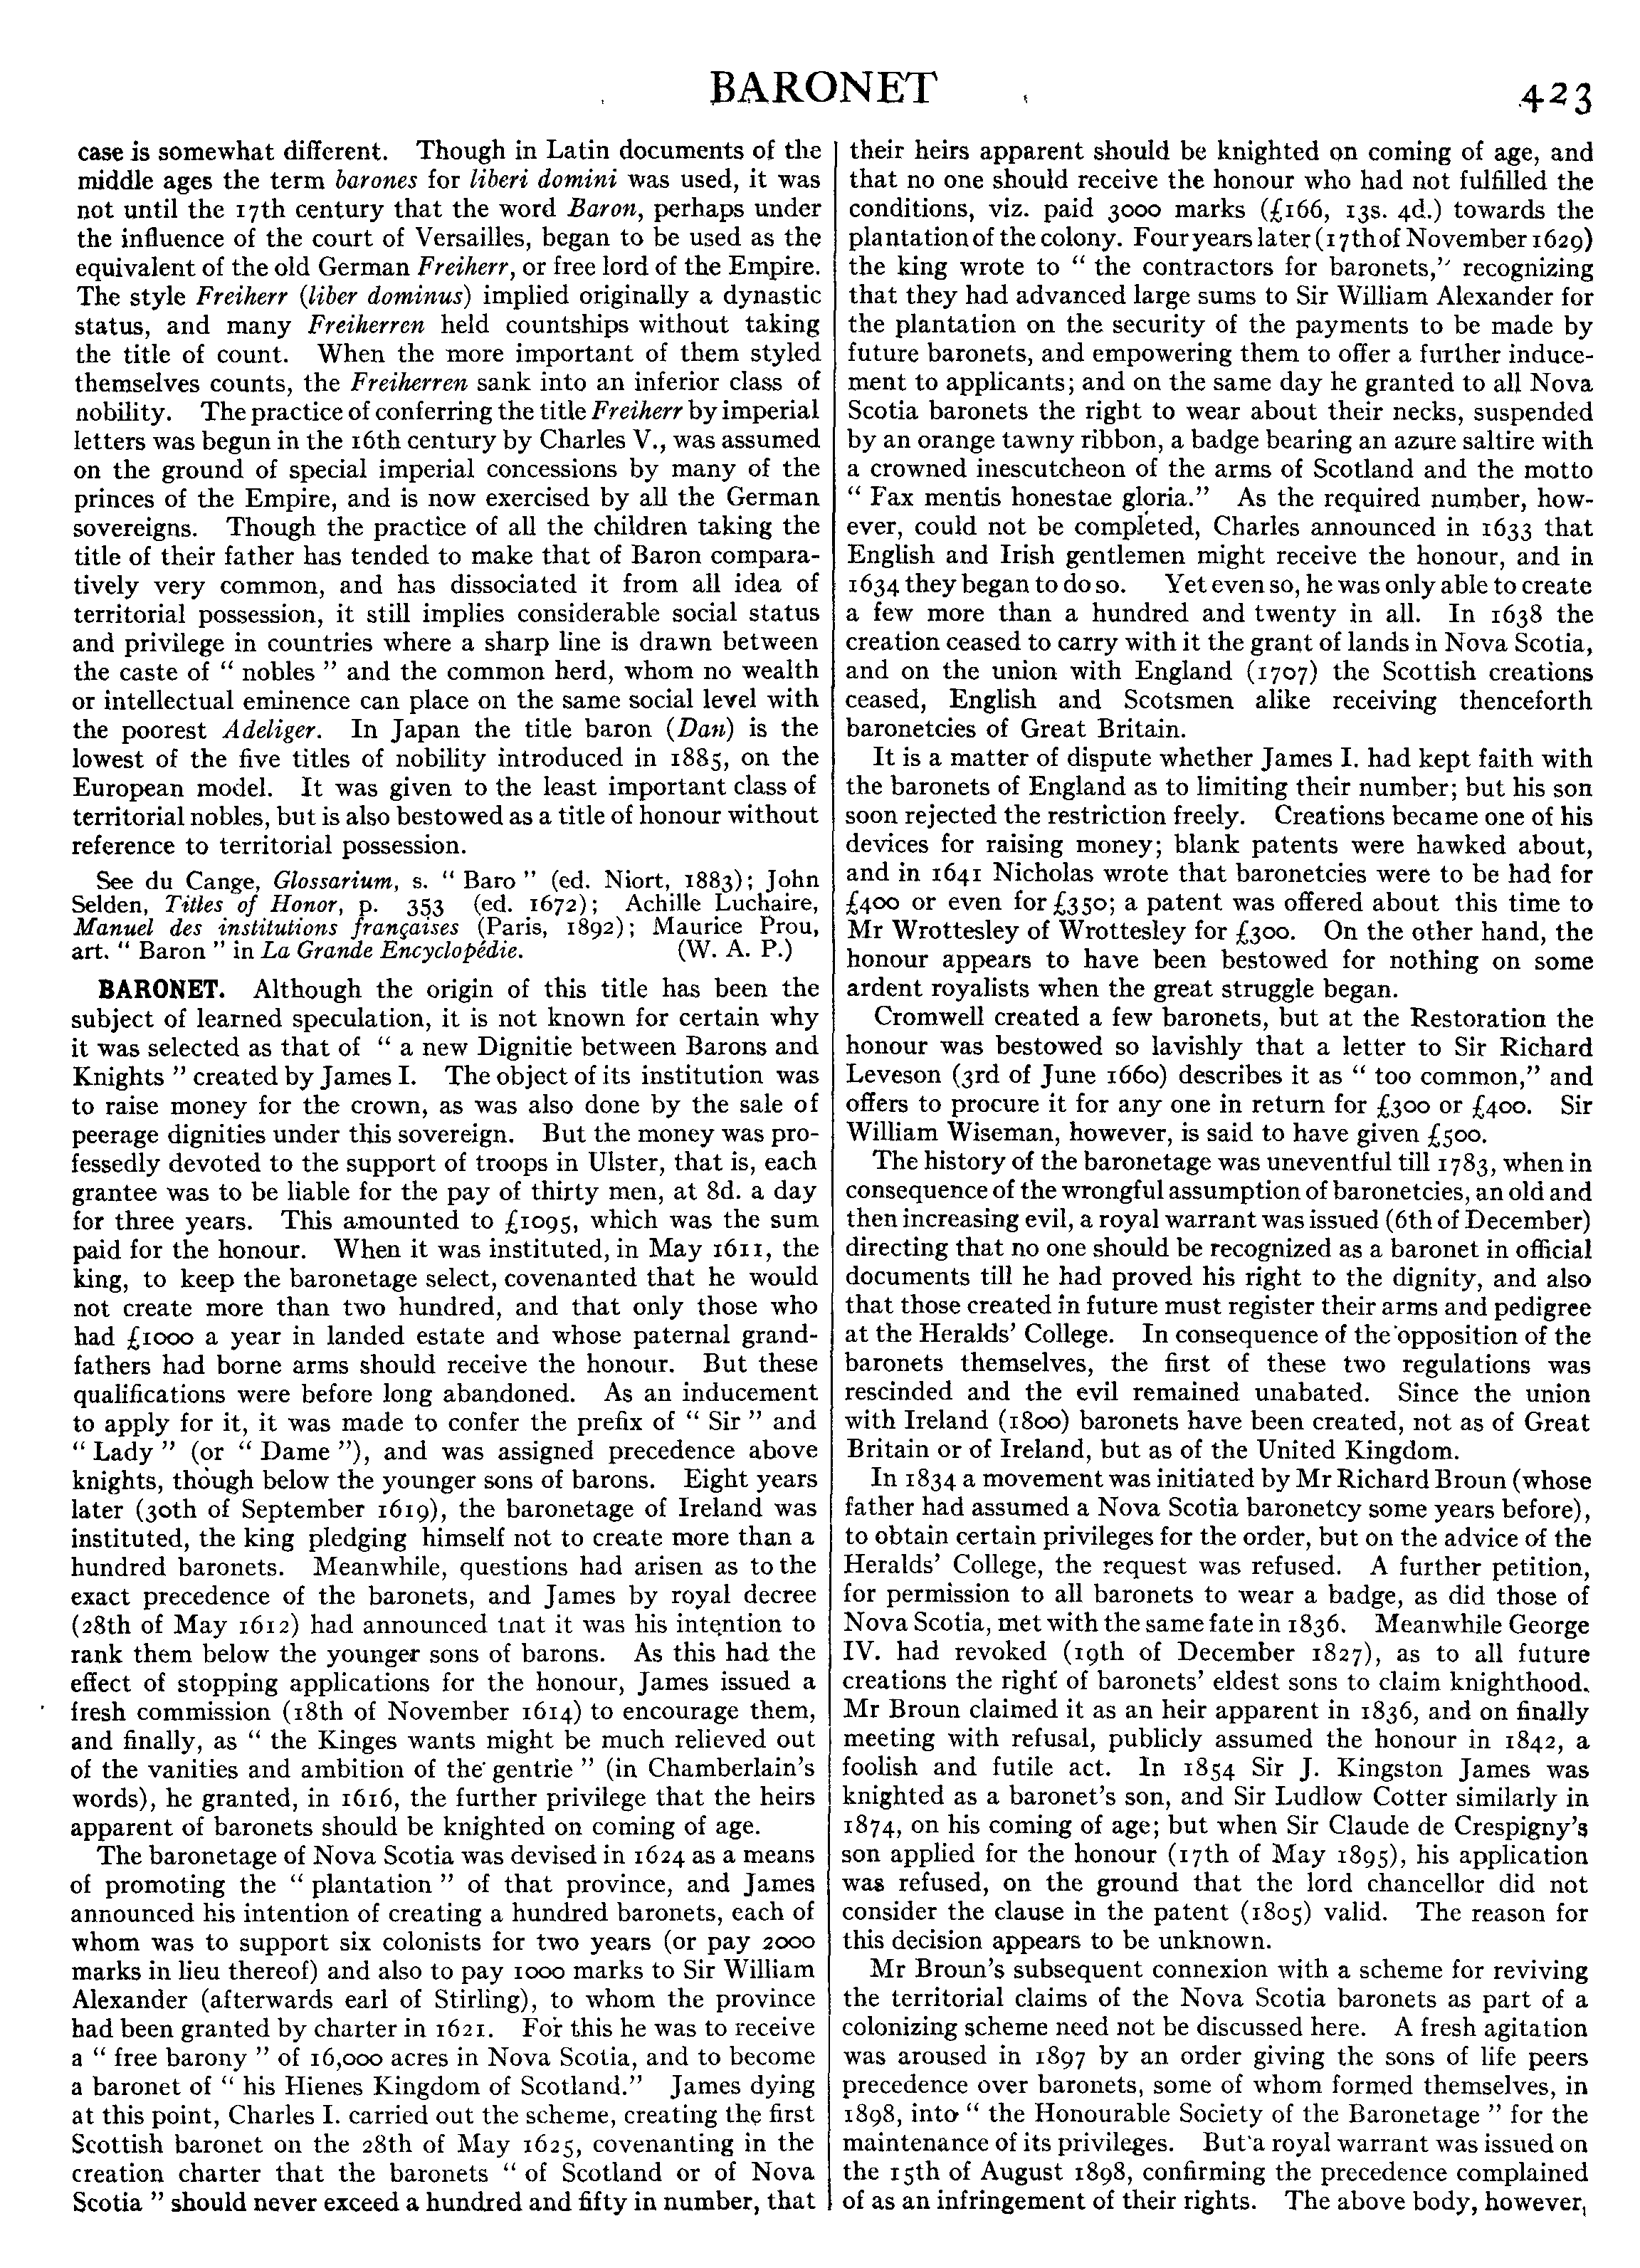 BARONET
423
case is somewhat different. Though in Latin documents of the
middle ages the term barones for liberi domini was used, it was
not until the 17th century that the word Baron, perhaps under
the influence of the court of Versailles, began to be used as the
equivalent of the old German Freiherr, or free lord of the Empire.
The style Freiherr (liber dominus) implied originally a dynastic
status, and many Freiherren held countships without taking
the title of count. When the more important of them styled
themselves counts, the Freiherren sank into an inferior class of
nobility. The practice of conferring the title Freiherr by imperial
letters was begun in the 16th century by Charles V., was assumed
on the ground of special imperial concessions by many of the
princes of the Empire, and is now exercised by all the German
sovereigns. Though the practice of all the children taking the
title of their father has tended to make that of Baron compara-
tively very common, and has dissociated it from all idea of
territorial possession, it still implies considerable social status
and privilege in countries where a sharp line is drawn between
the caste of “ nobles ” and the common herd, whom no wealth
or intellectual eminence can place on the same social level with
the poorest Adeliger. In Japan the title baron (Dan) is the
lowest of the five titles of nobility introduced in 1885, on the
European model. It was given to the least important class of
territorial nobles, but is also bestowed as a title of honour without
reference to territorial possession.
See du Cange, Glossarium, s. “ Baro ” (ed. Niort, 1883); John
Selden, Titles of Honor, p. 353 (ed. 1672); Achille Luchaire,
Manuel des institutions françaises (Paris, 1892); Maurice Prou,
art. “ Baron ” in La Grande Encyclopédie. (W. A. P.)
BARONET. Although the origin of this title has been the
subject of learned speculation, it is not known for certain why
it was selected as that of “ a new Dignitie between Barons and
Knights ” created by James I. The object of its institution was
to raise money for the crown, as was also done by the sale of
peerage dignities under this sovereign. But the money was pro-
fessedly devoted to the support of troops in Ulster, that is, each
grantee was to be liable for the pay of thirty men, at 8d. a day
for three years. This amounted to £1095, which was the sum
paid for the honour. When it was instituted, in May 1611, the
king, to keep the baronetage select, covenanted that he would
not create more than two hundred, and that only those who
had £1000 a year in landed estate and whose paternal grand-
fathers had borne arms should receive the honour. But these
qualifications were before long abandoned. As an inducement
to apply for it, it was made to confer the prefix of “ Sir ” and
“ Lady ” (or “ Dame ”), and was assigned precedence above
knights, though below the younger sons of barons. Eight years
later (30th of September 1619), the baronetage of Ireland was
instituted, the king pledging himself not to create more than a
hundred baronets. Meanwhile, questions had arisen as to the
exact precedence of the baronets, and James by royal decree
(28th of May 1612) had announced tnat it was his intention to
rank them below the younger sons of barons. As this had the
effect of stopping applications for the honour, James issued a
fresh commission (18th of November 1614) to encourage them,
and finally, as “ the Kinges wants might be much relieved out
of the vanities and ambition of the gentrie ” (in Chamberlain’s
words), he granted, in 1616, the further privilege that the heirs
apparent of baronets should be knighted on coming of age.
The baronetage of Nova Scotia was devised in 1624 as a means
of promoting the “ plantation ” of that province, and James
announced his intention of creating a hundred baronets, each of
whom was to support six colonists for two years (or pay 2000
marks in lieu thereof) and also to pay 1000 marks to Sir William
Alexander (afterwards earl of Stirling), to whom the province
had been granted by charter in 1621. For this he was to receive
a “ free barony ” of 16,000 acres in Nova Scotia, and to become
a baronet of “ his Hienes Kingdom of Scotland.” James dying
at this point, Charles I. carried out the scheme, creating the first
Scottish baronet on the 28th of May 1625, covenanting in the
creation charter that the baronets “ of Scotland or of Nova
Scotia ” should never exceed a hundred and fifty in number, that
their heirs apparent should be knighted on coming of age, and
that no one should receive the honour who had not fulfilled the
conditions, viz. paid 3000 marks (£166, 13s. 4d.) towards the
plantation of the colony. Four years later (17th of November 1629)
the king wrote to “ the contractors for baronets,” recognizing
that they had advanced large sums to Sir William Alexander for
the plantation on the security of the payments to be made by
future baronets, and empowering them to offer a further induce-
ment to applicants; and on the same day he granted to all Nova
Scotia baronets the right to wear about their necks, suspended
by an orange tawny ribbon, a badge bearing an azure saltire with
a crowned inescutcheon of the arms of Scotland and the motto
“ Fax mentis honestae gloria.” As the required number, how-
ever, could not be completed, Charles announced in 1633 that
English and Irish gentlemen might receive the honour, and in
1634 they began to do so. Yet even so, he was only able to create
a few more than a hundred and twenty in all. In 1638 the
creation ceased to carry with it the grant of lands in Nova Scotia,
and on the union with England (1707) the Scottish creations
ceased, English and Scotsmen alike receiving thenceforth
baronetcies of Great Britain.
It is a matter of dispute whether James I. had kept faith with
the baronets of England as to limiting their number; but his son
soon rejected the restriction freely. Creations became one of his
devices for raising money; blank patents were hawked about,
and in 1641 Nicholas wrote that baronetcies were to be had for
£400 or even for £350; a patent was offered about this time to
Mr Wrottesley of Wrottesley for £300. On the other hand, the
honour appears to have been bestowed for nothing on some
ardent royalists when the great struggle began.
Cromwell created a few baronets, but at the Restoration the
honour was bestowed so lavishly that a letter to Sir Richard
Leveson (3rd of June 1660) describes it as “ too common,” and
offers to procure it for any one in return for £300 or £400. Sir
William Wiseman, however, is said to have given £500.
The history of the baronetage was uneventful till 1783, when in
consequence of the wrongful assumption of baronetcies, an old and
then increasing evil, a royal warrant was issued (6th of December)
directing that no one should be recognized as a baronet in official
documents till he had proved his right to the dignity, and also
that those created in future must register their arms and pedigree
at the Heralds’ College. In consequence of the opposition of the
baronets themselves, the first of these two regulations was
rescinded and the evil remained unabated. Since the union
with Ireland (1800) baronets have been created, not as of Great
Britain or of Ireland, but as of the United Kingdom.
In 1834 a movement was initiated by Mr Richard Broun (whose
father had assumed a Nova Scotia baronetcy some years before),
to obtain certain privileges for the order, but on the advice of the
Heralds’ College, the request was refused. A further petition,
for permission to all baronets to wear a badge, as did those of
Nova Scotia, met with the same fate in 1836. Meanwhile George
IV. had revoked (19th of December 1827), as to all future
creations the right of baronets’ eldest sons to claim knighthood.
Mr Broun claimed it as an heir apparent in 1836, and on finally
meeting with refusal, publicly assumed the honour in 1842, a
foolish and futile act. In 1854 Sir J. Kingston James was
knighted as a baronet’s son, and Sir Ludlow Cotter similarly in
1874, on his coming of age; but when Sir Claude de Crespigny’s
son applied for the honour (17th of May 1895), his application
was refused, on the ground that the lord chancellor did not
consider the clause in the patent (1805) valid. The reason for
this decision appears to be unknown.
Mr Broun’s subsequent connexion with a scheme for reviving
the territorial claims of the Nova Scotia baronets as part of a
colonizing scheme need not be discussed here. A fresh agitation
was aroused in 1897 by an order giving the sons of life peers
precedence over baronets, some of whom formed themselves, in
1898, into “ the Honourable Society of the Baronetage ” for the
maintenance of its privileges. But a royal warrant was issued on
the 15th of August 1898, confirming the precedence complained
of as an infringement of their rights. The above body, however,